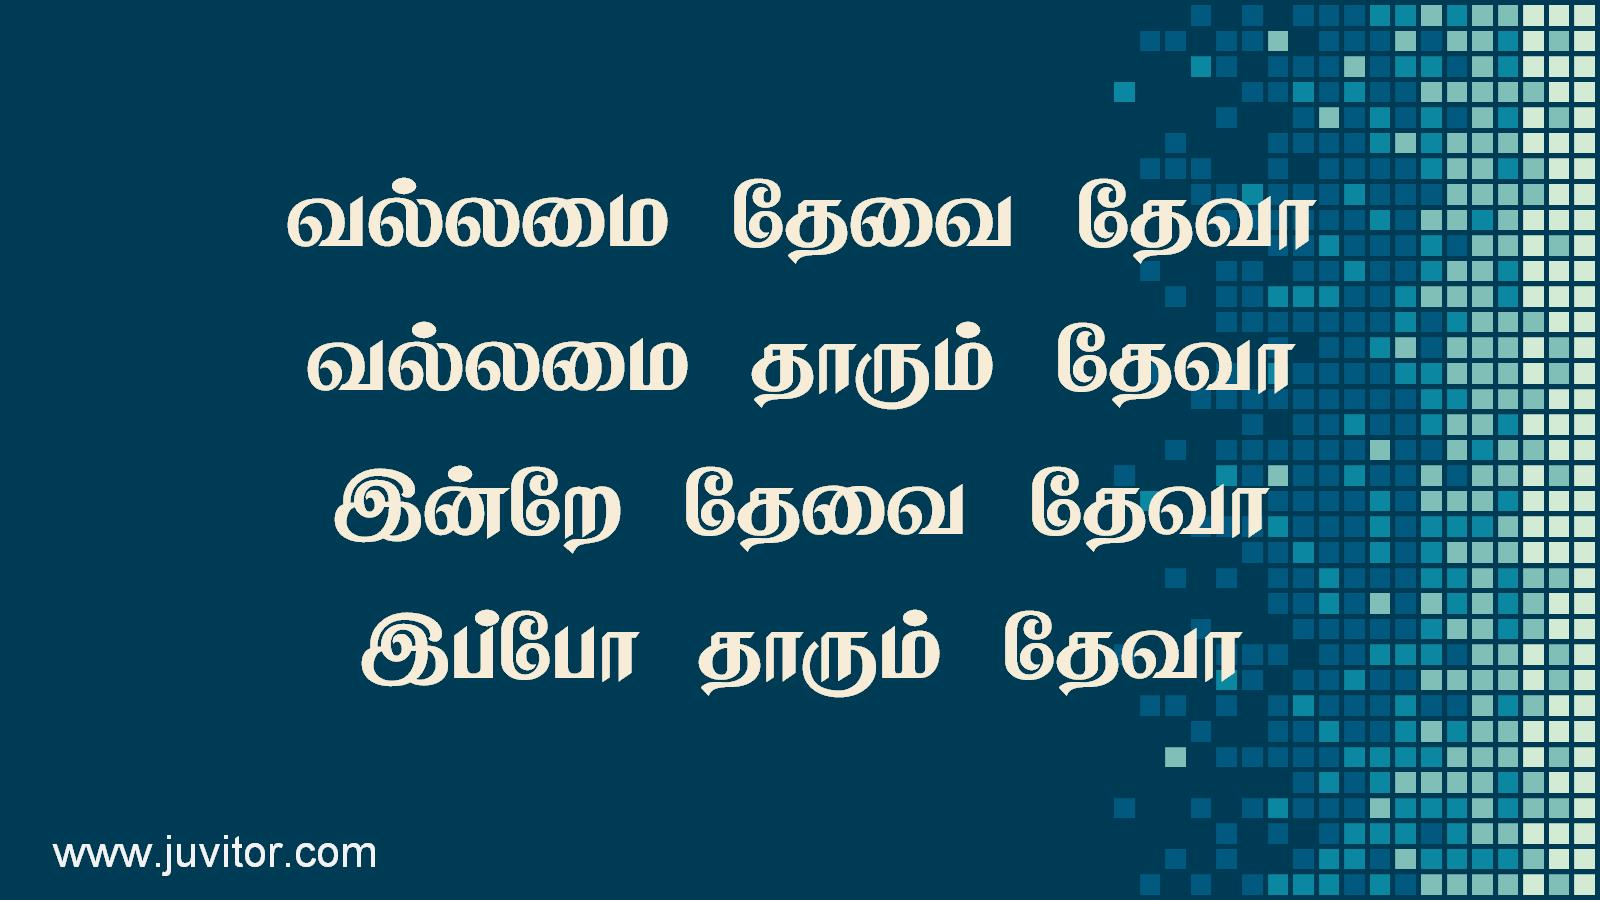 வல்லமை தேவை தேவா
வல்லமை தாரும் தேவா
இன்றே தேவை தேவா
இப்போ தாரும் தேவா
www.juvitor.com